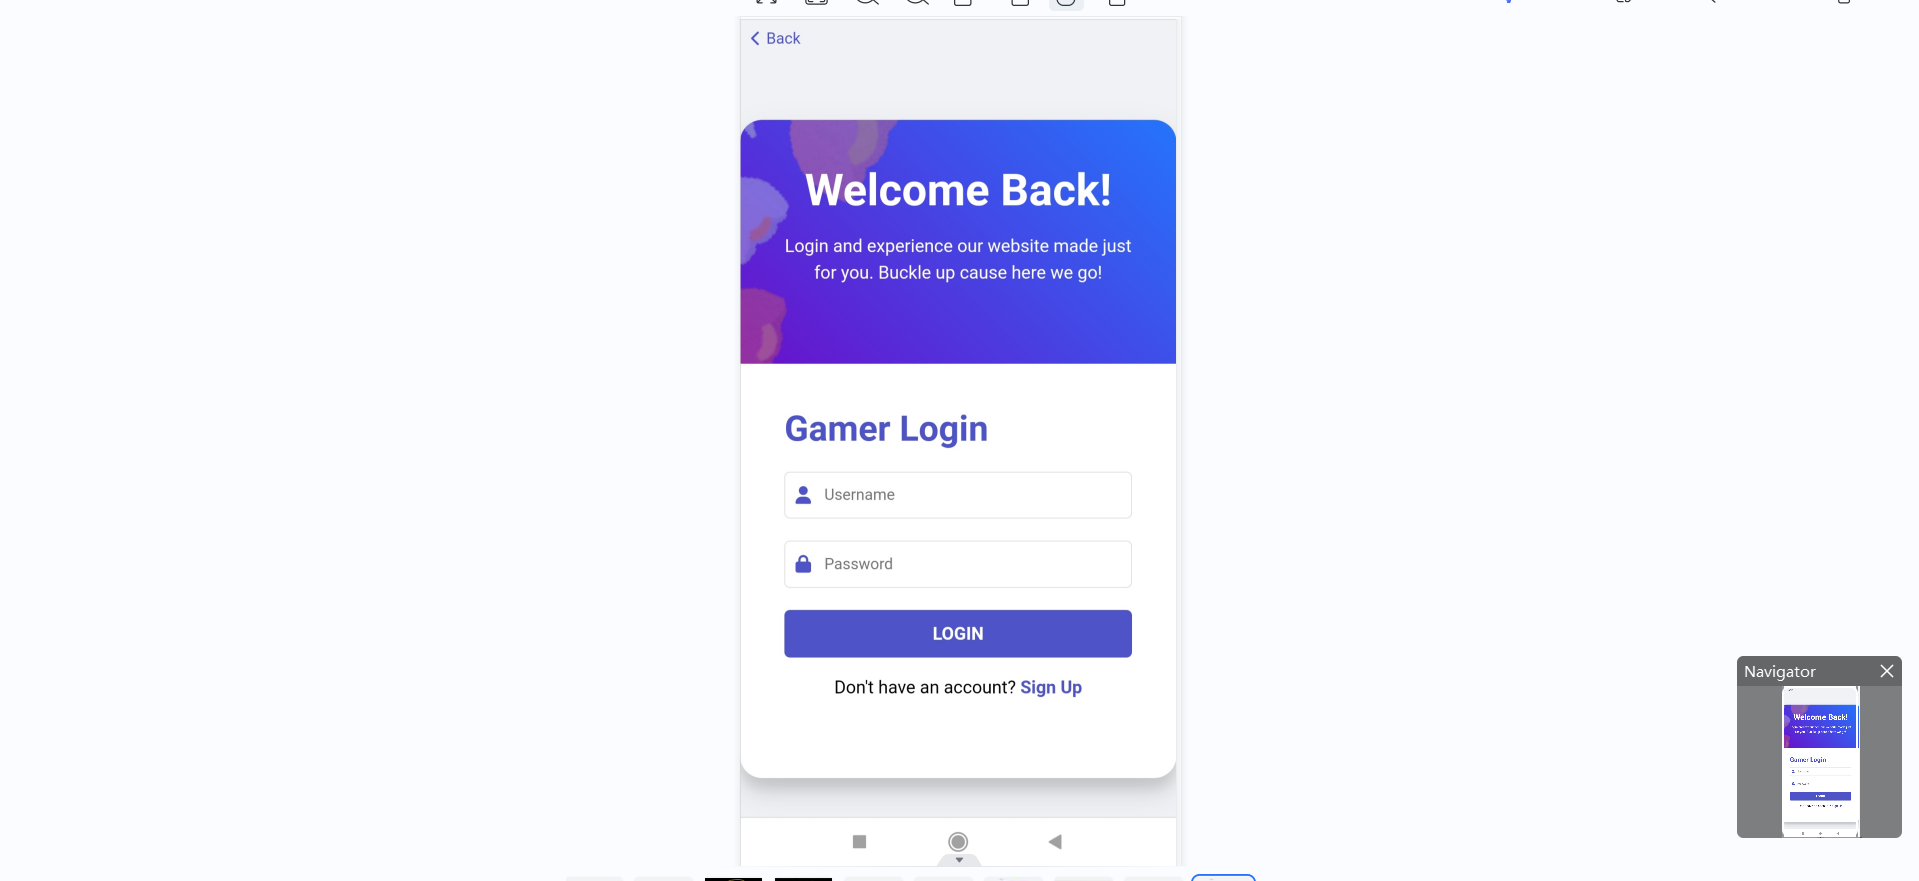 Back
Welcome Back!
Login and experience our website made just
for you. Buckle up cause here we go!
Gamer Login
Username
Password
LOGIN
Don't have an account? Sign Up
Navigator
Welcome Back!
Gamer Login